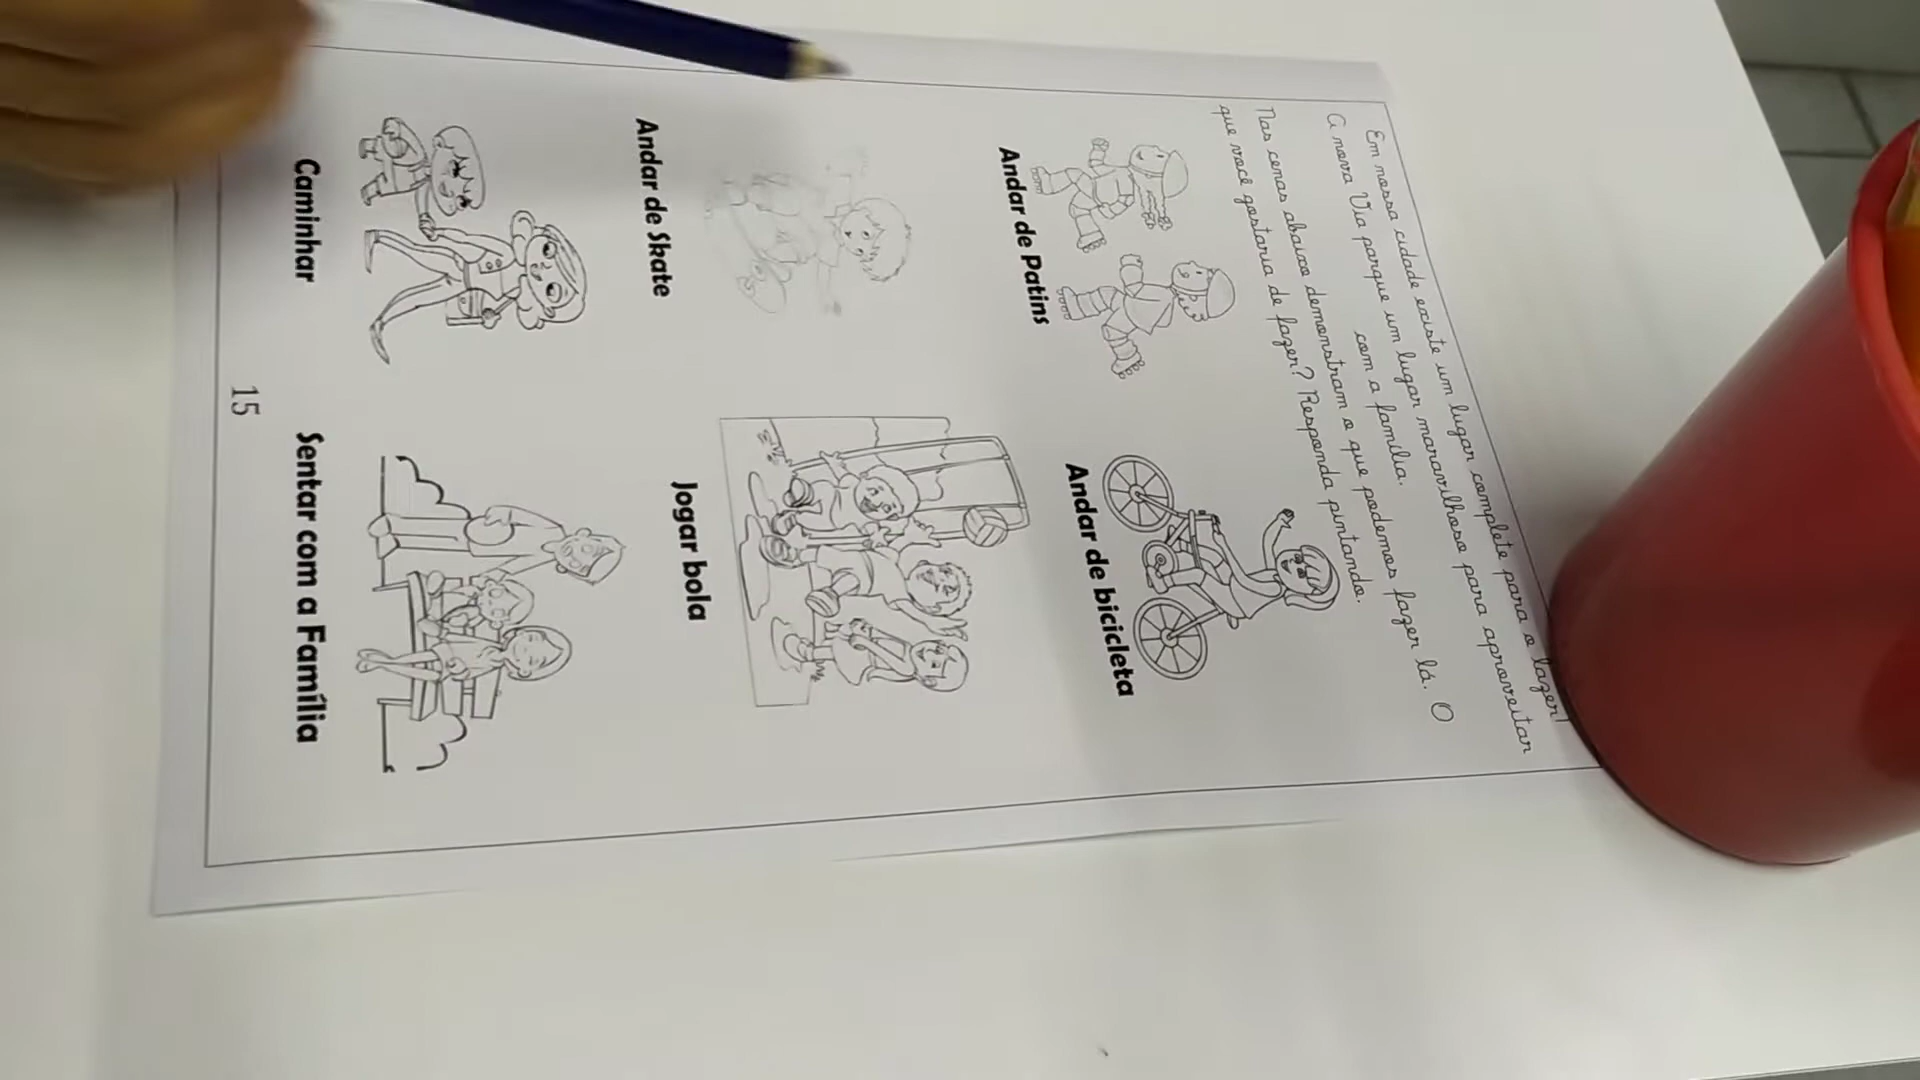 Em nossa cidade existe um lugar completo para o lazer!
A nova Via parque um lugar maravilhoso para aproveitar
com a família.
Nas cenas abaixo demonstram o que podemos fazer lá. O
que você gostaria de fazer? Responda pintando.
Andar de Patins
Andar de bicicleta
Andar de Skate
Jogar bola
Caminhar
Sentar com a Família
15